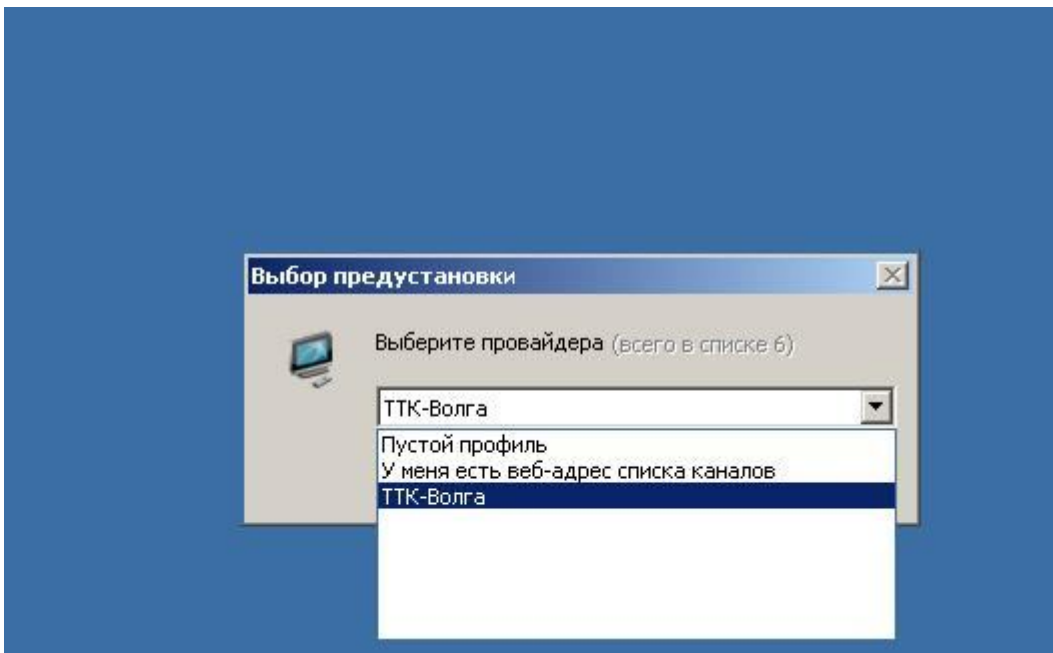 Выбор предустановки
Выберите провайдера (всего в списке 6)
ТТК-Волга
Пустой профиль
У меня есть веб-адрес списка каналов
ТТК-Волга